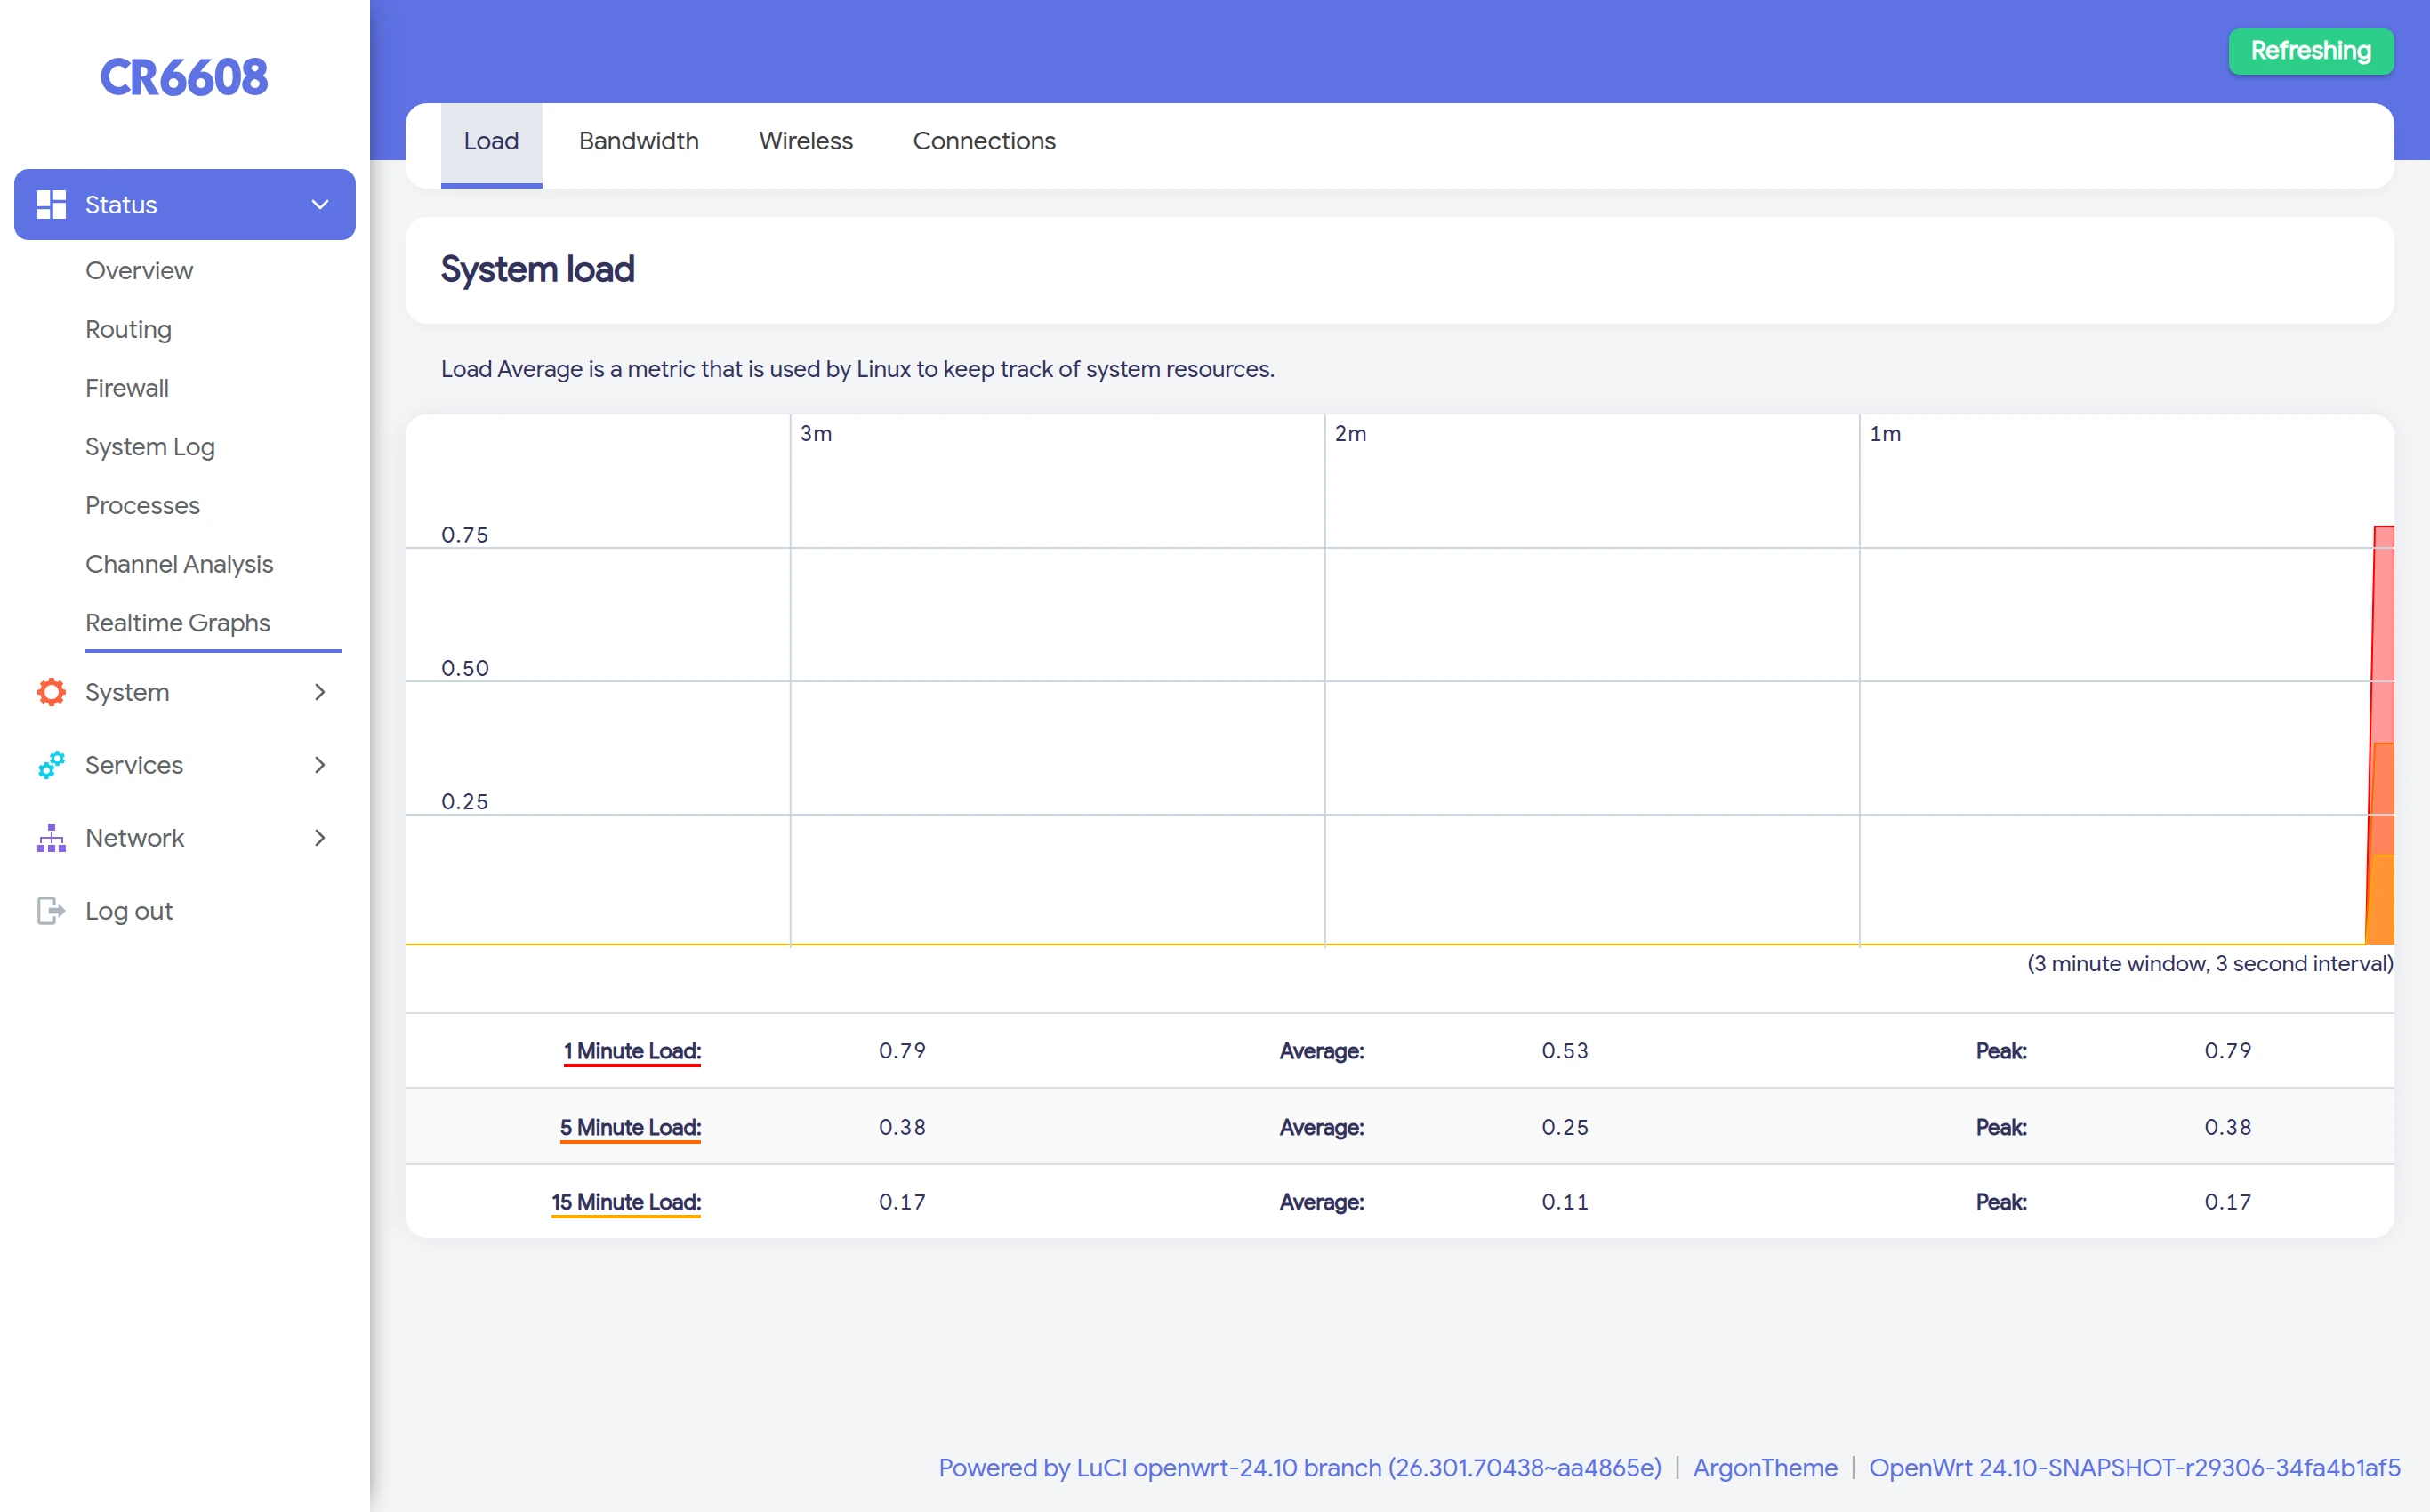 CR6608
Refreshing
Status
Overview
Routing
Firewall
System Log
Processes
Channel Analysis
Realtime Graphs
System
Services
Network
Log out
Load Bandwidth Wireless Connections
System load
Load Average is a metric that is used by Linux to keep track of system resources.
3m 2m 1m
0.75
0.50
0.25
(3 minute window, 3 second interval)
1 Minute Load: 0.79 Average: 0.53 Peak: 0.79
5 Minute Load: 0.38 Average: 0.25 Peak: 0.38
15 Minute Load: 0.17 Average: 0.11 Peak: 0.17
Powered by LuCI openwrt-24.10 branch (26.301.70438~aa4865e) | ArgonTheme | OpenWrt 24.10-SNAPSHOT-r29306-34fa4b1af5